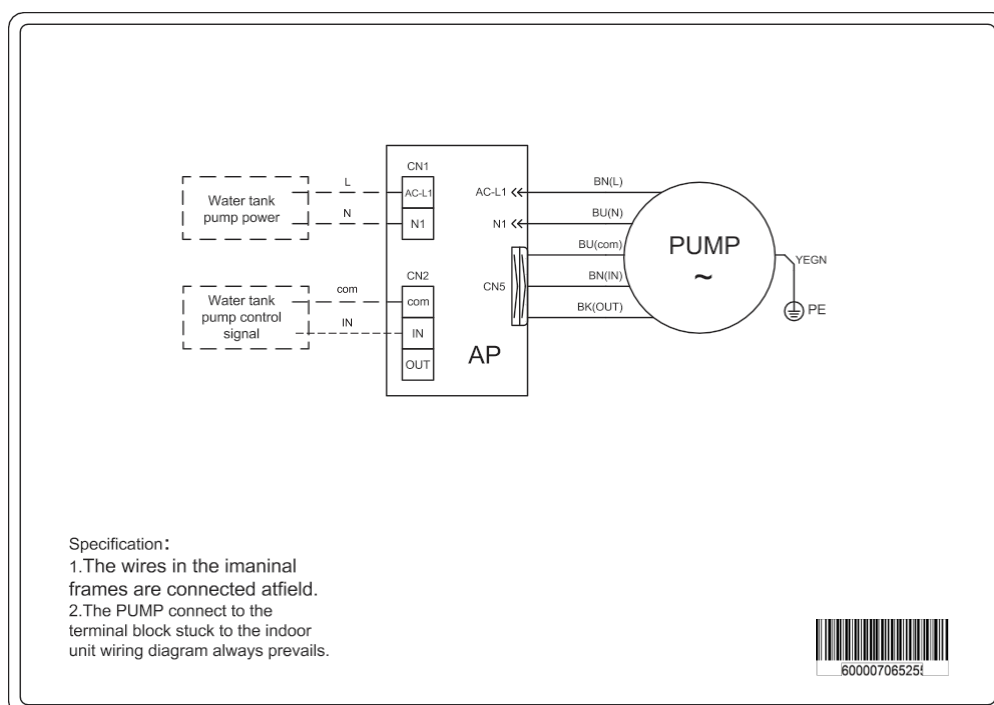 CN1
L
AC-L1
AC-L1
BN(L)
Water tank
pump power
N
N1
N1
BU(N)
BU(com)
PUMP
~
YEGN
CN2
CN5
BN(IN)
com
com
Water tank
pump control
signal
IN
IN
BK(OUT)
PE
OUT
AP
Specification:
1.The wires in the imaninal
frames are connected atfield.
2.The PUMP connect to the
terminal block stuck to the indoor
unit wiring diagram always prevails.